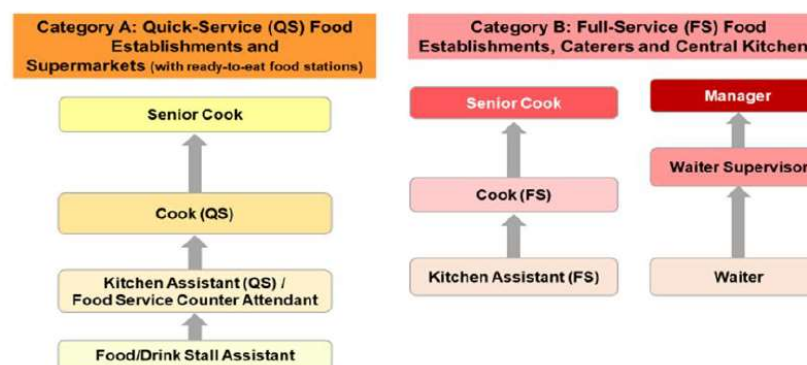 Category A: Quick-Service (QS) Food
Establishments and
Supermarkets (with ready-to-eat food stations)
Senior Cook
Cook (QS)
Kitchen Assistant (QS) /
Food Service Counter Attendant
Food/Drink Stall Assistant
Category B: Full-Service (FS) Food
Establishments, Caterers and Central Kitchen
Senior Cook
Cook (FS)
Kitchen Assistant (FS)
Manager
Waiter Supervisor
Waiter